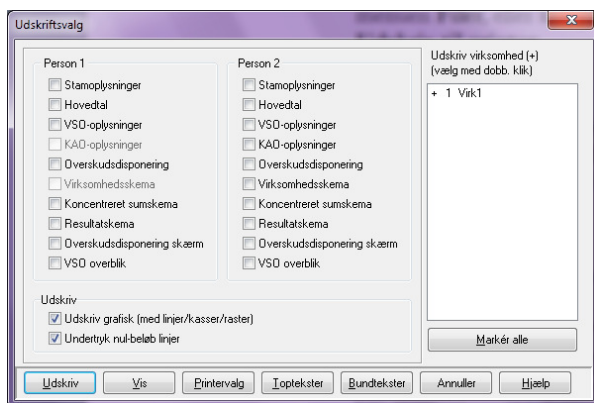 Udskriftsvalg
Person 1
Stamoplysninger
Hovedtal
VSO-oplysninger
KAO-oplysninger
Overskudsdisponering
Virksomhedsskema
Koncentreret sumskema
Resultatskema
Overskudsdisponering skærm
VSO overblik
Person 2
Stamoplysninger
Hovedtal
VSO-oplysninger
KAO-oplysninger
Overskudsdisponering
Virksomhedsskema
Koncentreret sumskema
Resultatskema
Overskudsdisponering skærm
VSO overblik
Udskriv virksomhed (+)
(vælg med dobb. klik)
+ 1 Virk1
Udskriv
Udskriv grafisk (med linjer/kasser/raster)
Undertryk nul-beløb linjer
Markér alle
Udskriv
Vis
Printervalg
Toptekster
Bundtekster
Annuller
Hjælp